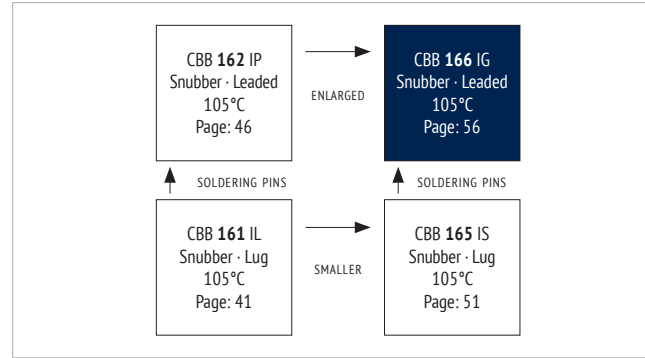 CBB 162 IP
Snubber · Leaded
105°C
Page: 46
ENLARGED
CBB 166 IG
Snubber · Leaded
105°C
Page: 56
SOLDERING PINS
SOLDERING PINS
CBB 161 IL
Snubber · Lug
105°C
Page: 41
SMALLER
CBB 165 IS
Snubber · Lug
105°C
Page: 51